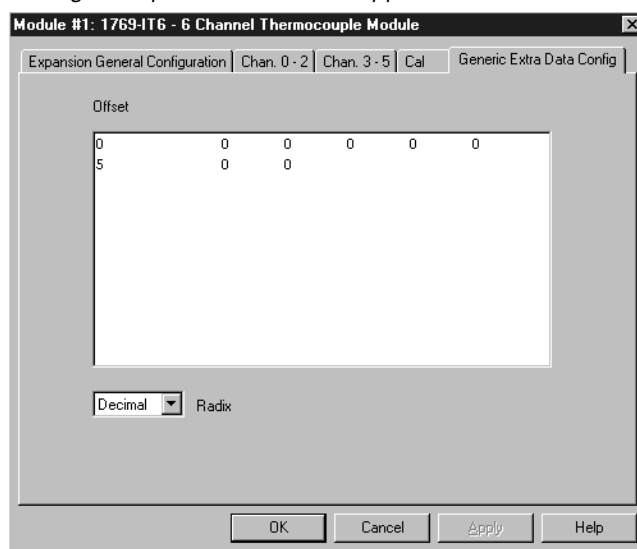 Module #1: 1769-IT6 - 6 Channel Thermocouple Module
Expansion General Configuration Chan. 0 - 2 Chan. 3 - 5 Cal Generic Extra Data Config
Offset
0 0 0 0 0 0
5 0 0
Decimal Radix
OK Cancel Apply Help